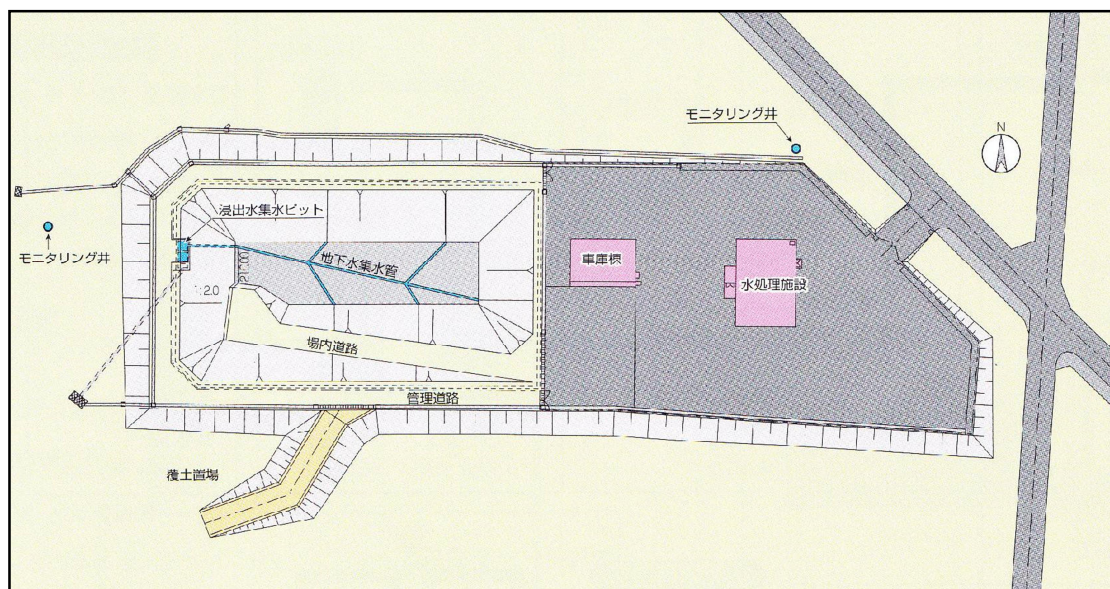 モニタリング井
N
浸出水集水ピット
モニタリング井
地下水集水管
21.00
車庫棟
水処理施設
1:2.0
場内道路
管理道路
覆土置場